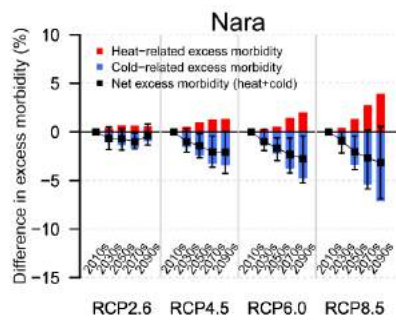 Nara
Difference in excess morbidity (%)
10
5
0
−5
−10
−15
Heat−related excess morbidity
Cold−related excess morbidity
Net excess morbidity (heat+cold)
2010s 2030s 2050s 2070s 2090s
2010s 2030s 2050s 2070s 2090s
2010s 2030s 2050s 2070s 2090s
2010s 2030s 2050s 2070s 2090s
RCP2.6 RCP4.5 RCP6.0 RCP8.5